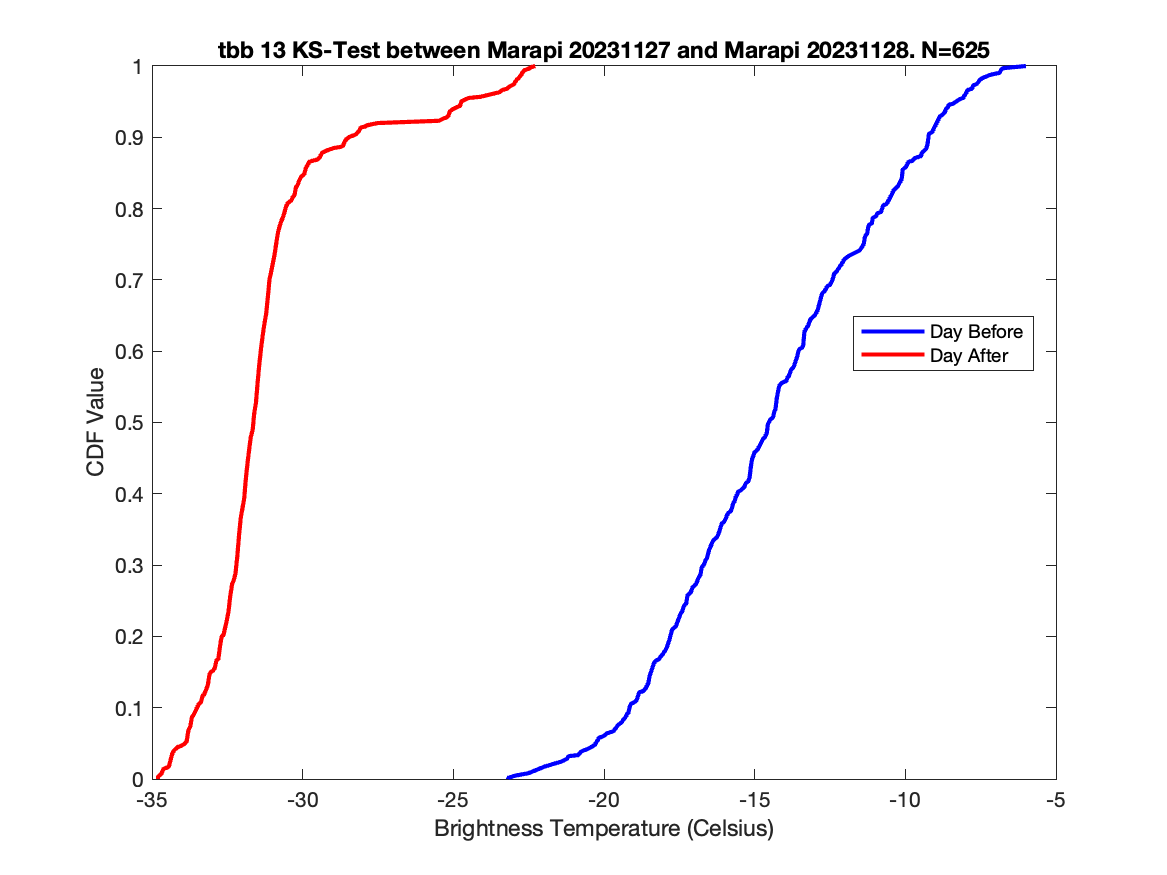 tbb 13 KS-Test between Marapi 20231127 and Marapi 20231128. N=625
1
0.9
0.8
0.7
0.6
0.5
0.4
0.3
0.2
0.1
0
CDF Value
Day Before
Day After
-35 -30 -25 -20 -15 -10 -5
Brightness Temperature (Celsius)